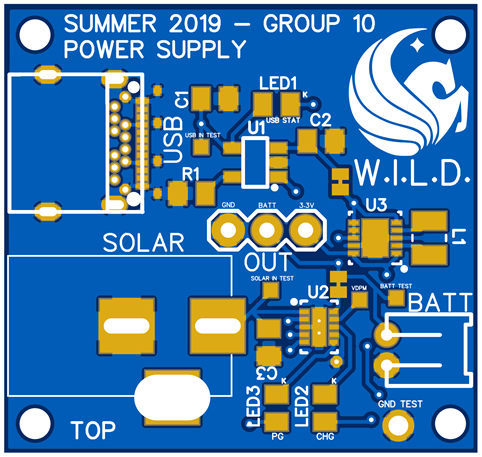 SUMMER 2019 – GROUP 10
POWER SUPPLY
LED1
K
C1
USB STAT
USB IN TEST
U1
C2
USB
W.I.L.D.
R1
U3
GND BATT 3.3V
L1
SOLAR
OUT
SOLAR IN TEST
U2
VDPM
BATT TEST
BATT
C3
K
K
LED3
LED2
GND TEST
TOP
PG
CHG